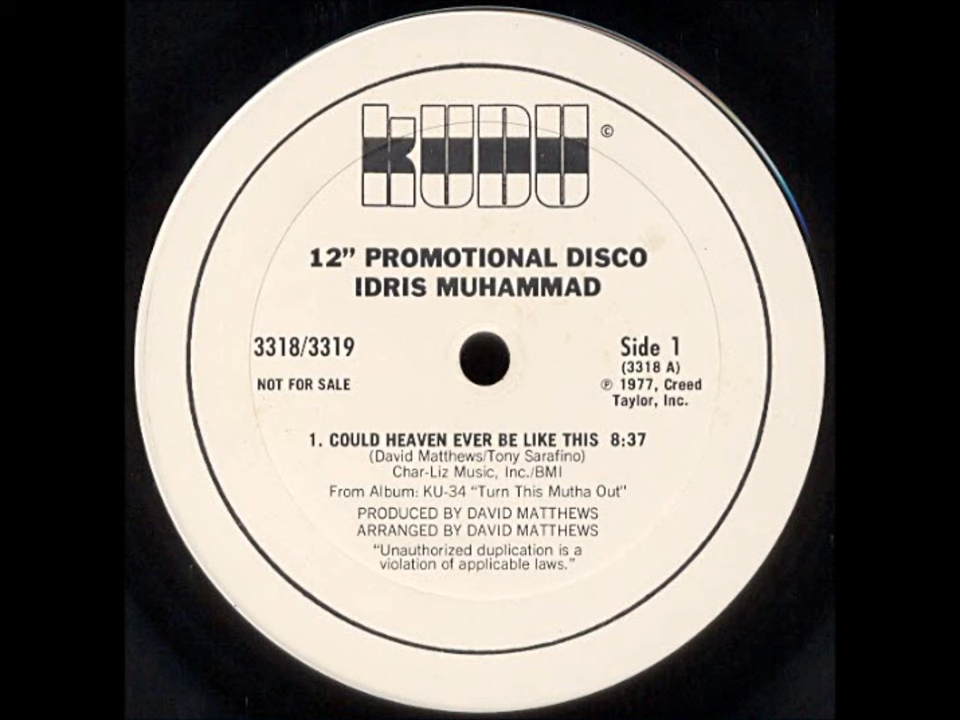 KUDU ©
12” PROMOTIONAL DISCO
IDRIS MUHAMMAD
3318/3319
NOT FOR SALE
Side 1
(3318 A)
℗ 1977, Creed
Taylor, Inc.
1. COULD HEAVEN EVER BE LIKE THIS 8:37
(David Matthews/Tony Sarafino)
Char-Liz Music, Inc./BMI
From Album: KU-34 “Turn This Mutha Out”
PRODUCED BY DAVID MATTHEWS
ARRANGED BY DAVID MATTHEWS
“Unauthorized duplication is a
violation of applicable laws.”